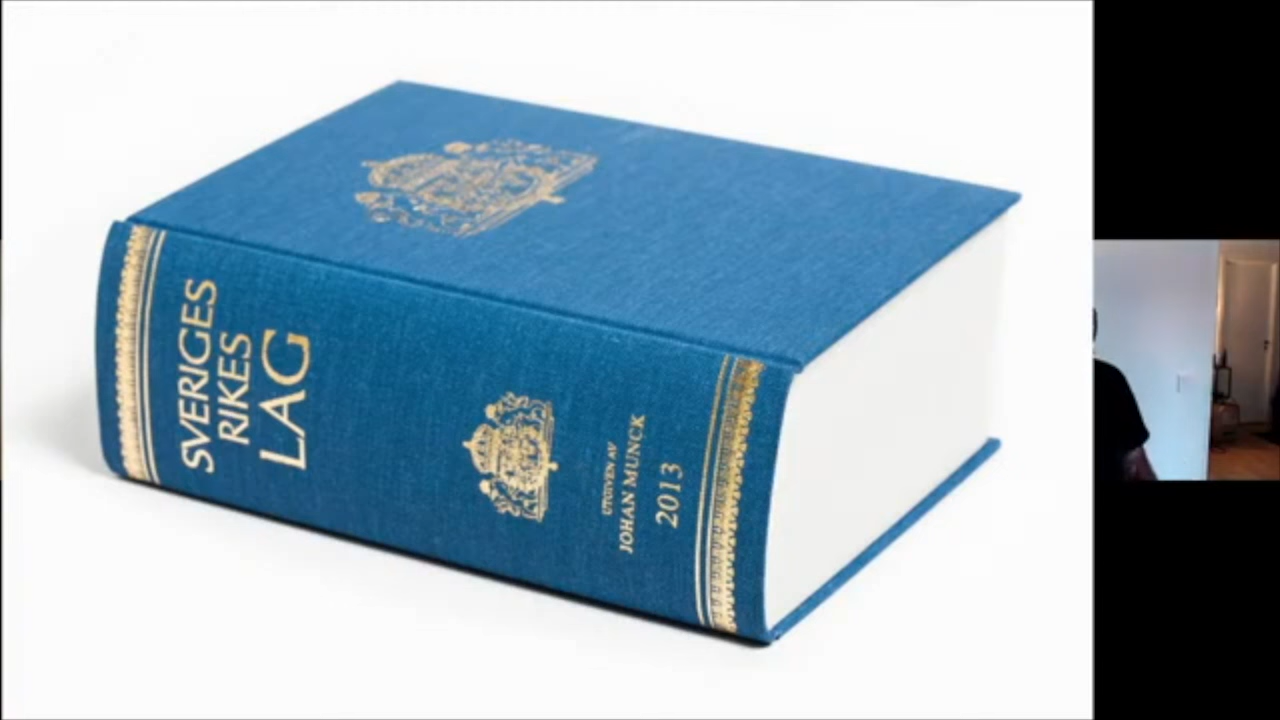 SVERIGES
RIKES
LAG
UTGIVEN AV
JOHAN MUNCK
2013